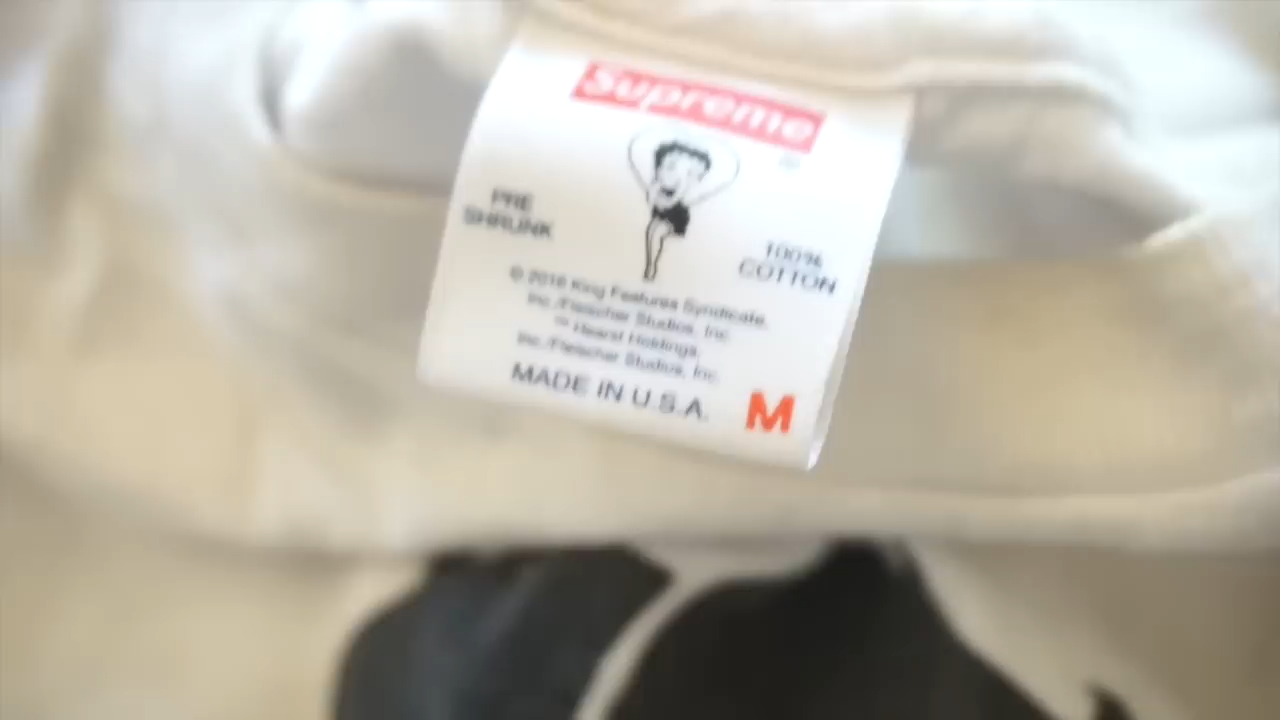 Supreme
®
PRE
SHRUNK
100%
COTTON
© 2016 King Features Syndicate,
Inc./Fleischer Studios, Inc.
™ Hearst Holdings,
Inc./Fleischer Studios, Inc.
MADE IN U.S.A.
M